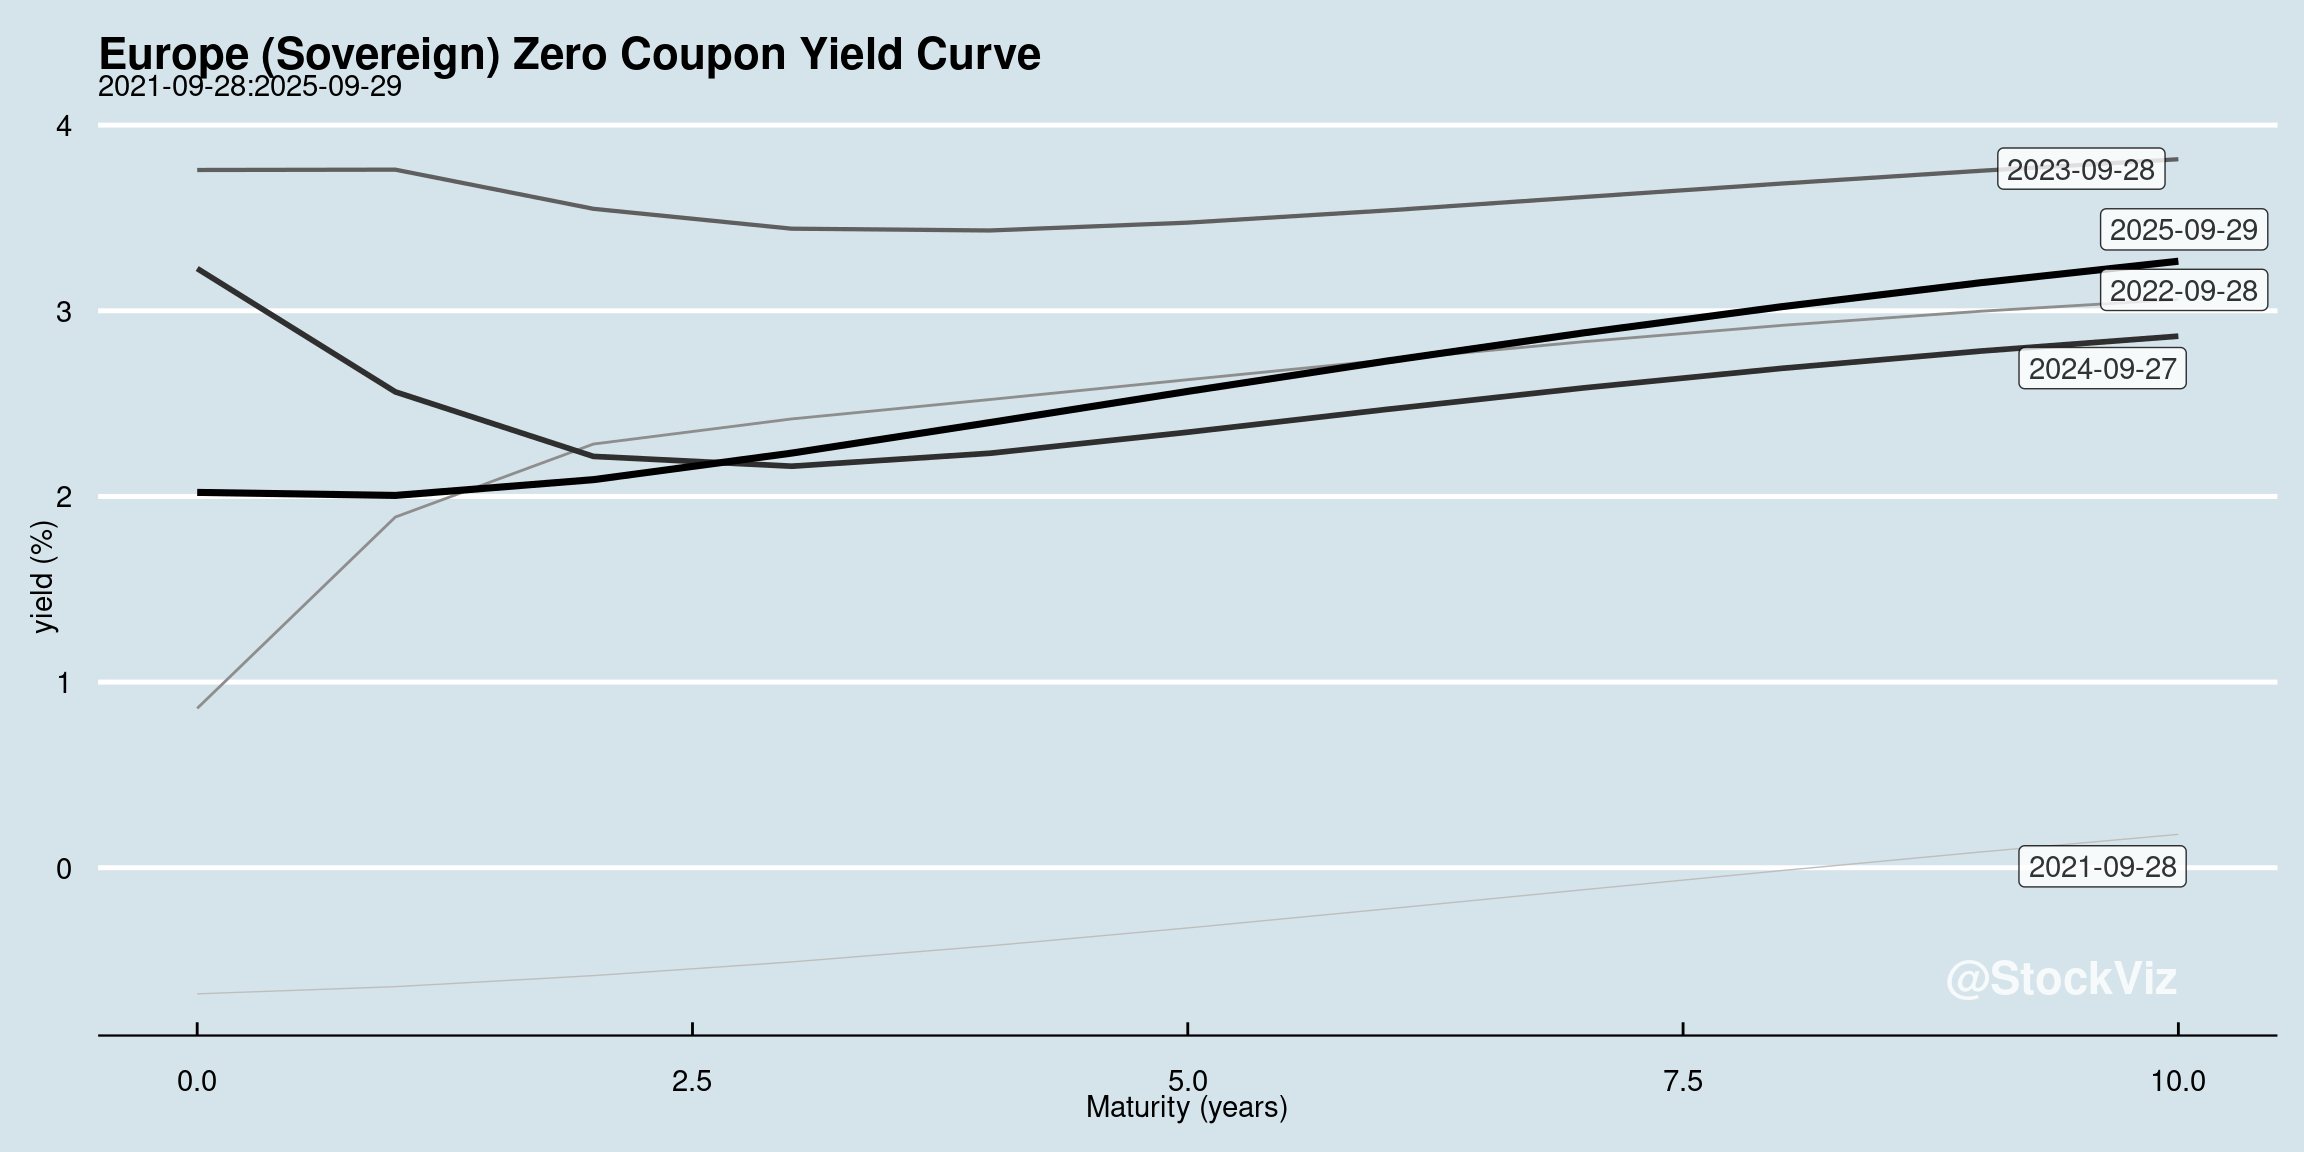 Europe (Sovereign) Zero Coupon Yield Curve
2021-09-28:2025-09-29
4
2023-09-28
2025-09-29
2022-09-28
3
2024-09-27
2
yield (%)
1
0
2021-09-28
@StockViz
0.0 2.5 5.0 7.5 10.0
Maturity (years)